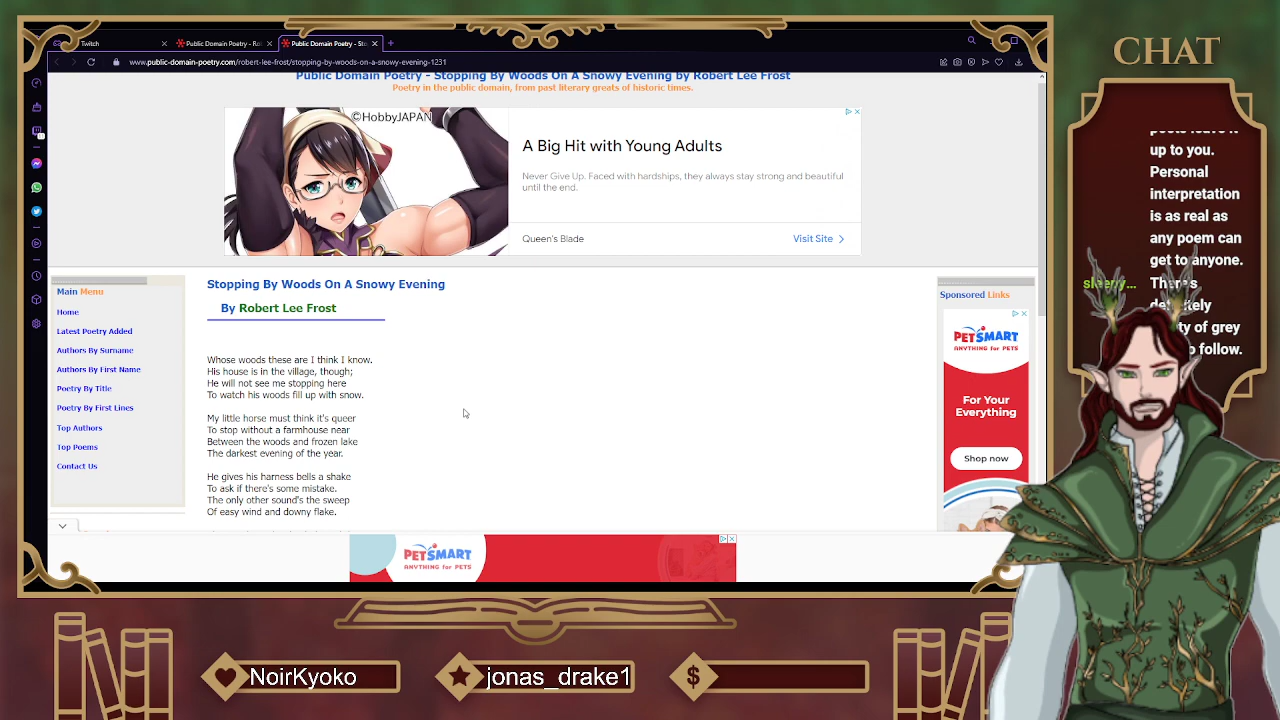 CHAT
Twitch
Public Domain Poetry - Ro
Public Domain Poetry - St
www.public-domain-poetry.com/robert-lee-frost/stopping-by-woods-on-a-snowy-evening-1231
Public Domain Poetry - Stopping By Woods On A Snowy Evening by Robert Lee Frost
Poetry in the public domain, from past literary greats of historic times.
©HobbyJAPAN
A Big Hit with Young Adults
Never Give Up. Faced with hardships, they always stay strong and beautiful
until the end.
Queen's Blade
Visit Site
Main Menu
Home
Latest Poetry Added
Authors By Surname
Authors By First Name
Poetry By Title
Poetry By First Lines
Top Authors
Top Poems
Contact Us
Stopping By Woods On A Snowy Evening
By Robert Lee Frost
Whose woods these are I think I know.
His house is in the village, though;
He will not see me stopping here
To watch his woods fill up with snow.
My little horse must think it's queer
To stop without a farmhouse near
Between the woods and frozen lake
The darkest evening of the year.
He gives his harness bells a shake
To ask if there's some mistake.
The only other sound's the sweep
Of easy wind and downy flake.
Sponsored Links
PETSMART
ANYTHING for PETS
For Your
Everything
Shop now
PETSMART
ANYTHING for PETS
up to you.
Personal
interpretation
is as real as
any poem can
get to anyone.
There's
of grey
follow.
NoirKyoko
jonas_drake1
$